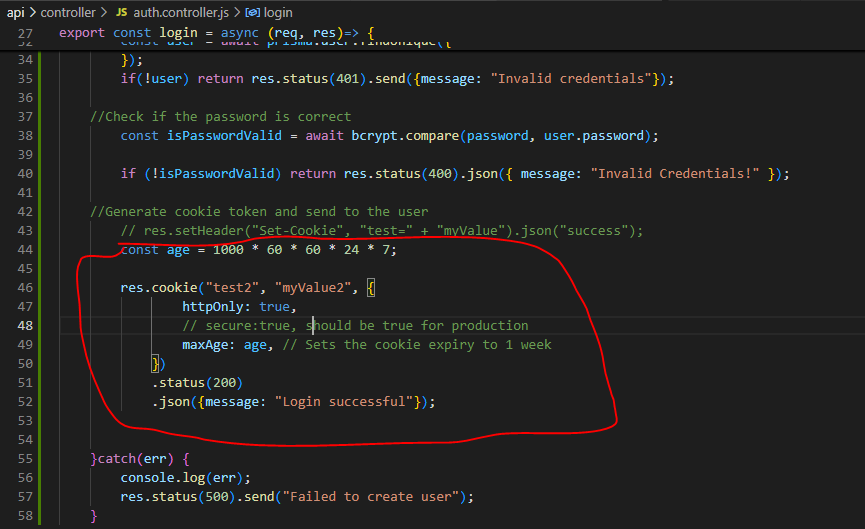 api > controller > JS auth.controller.js > login
27 export const login = async (req, res)=> {
32 const user = await prisma.user.findUnique({
34 });
35 if(!user) return res.status(401).send({message: "Invalid credentials"});
36
37 //Check if the password is correct
38 const isPasswordValid = await bcrypt.compare(password, user.password);
39
40 if (!isPasswordValid) return res.status(400).json({ message: "Invalid Credentials!" });
41
42 //Generate cookie token and send to the user
43 // res.setHeader("Set-Cookie", "test=" + "myValue").json("success");
44 const age = 1000 * 60 * 60 * 24 * 7;
45
46 res.cookie("test2", "myValue2", {
47 httpOnly: true,
48 // secure:true, should be true for production
49 maxAge: age, // Sets the cookie expiry to 1 week
50 })
51 .status(200)
52 .json({message: "Login successful"});
53
54
55 }catch(err) {
56 console.log(err);
57 res.status(500).send("Failed to create user");
58 }